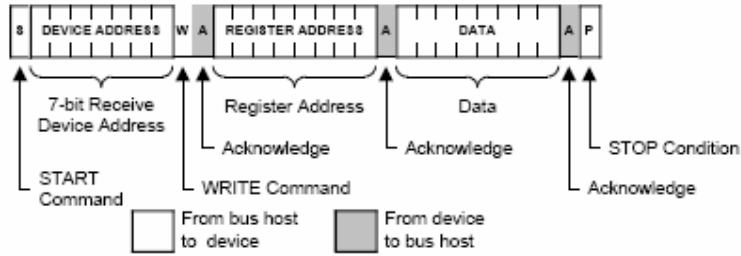 S DEVICE ADDRESS W A REGISTER ADDRESS A DATA A P
7-bit Receive
Device Address
Register Address
Data
Acknowledge
Acknowledge
STOP Condition
START
Command
WRITE Command
Acknowledge
From bus host
to device
From device
to bus host